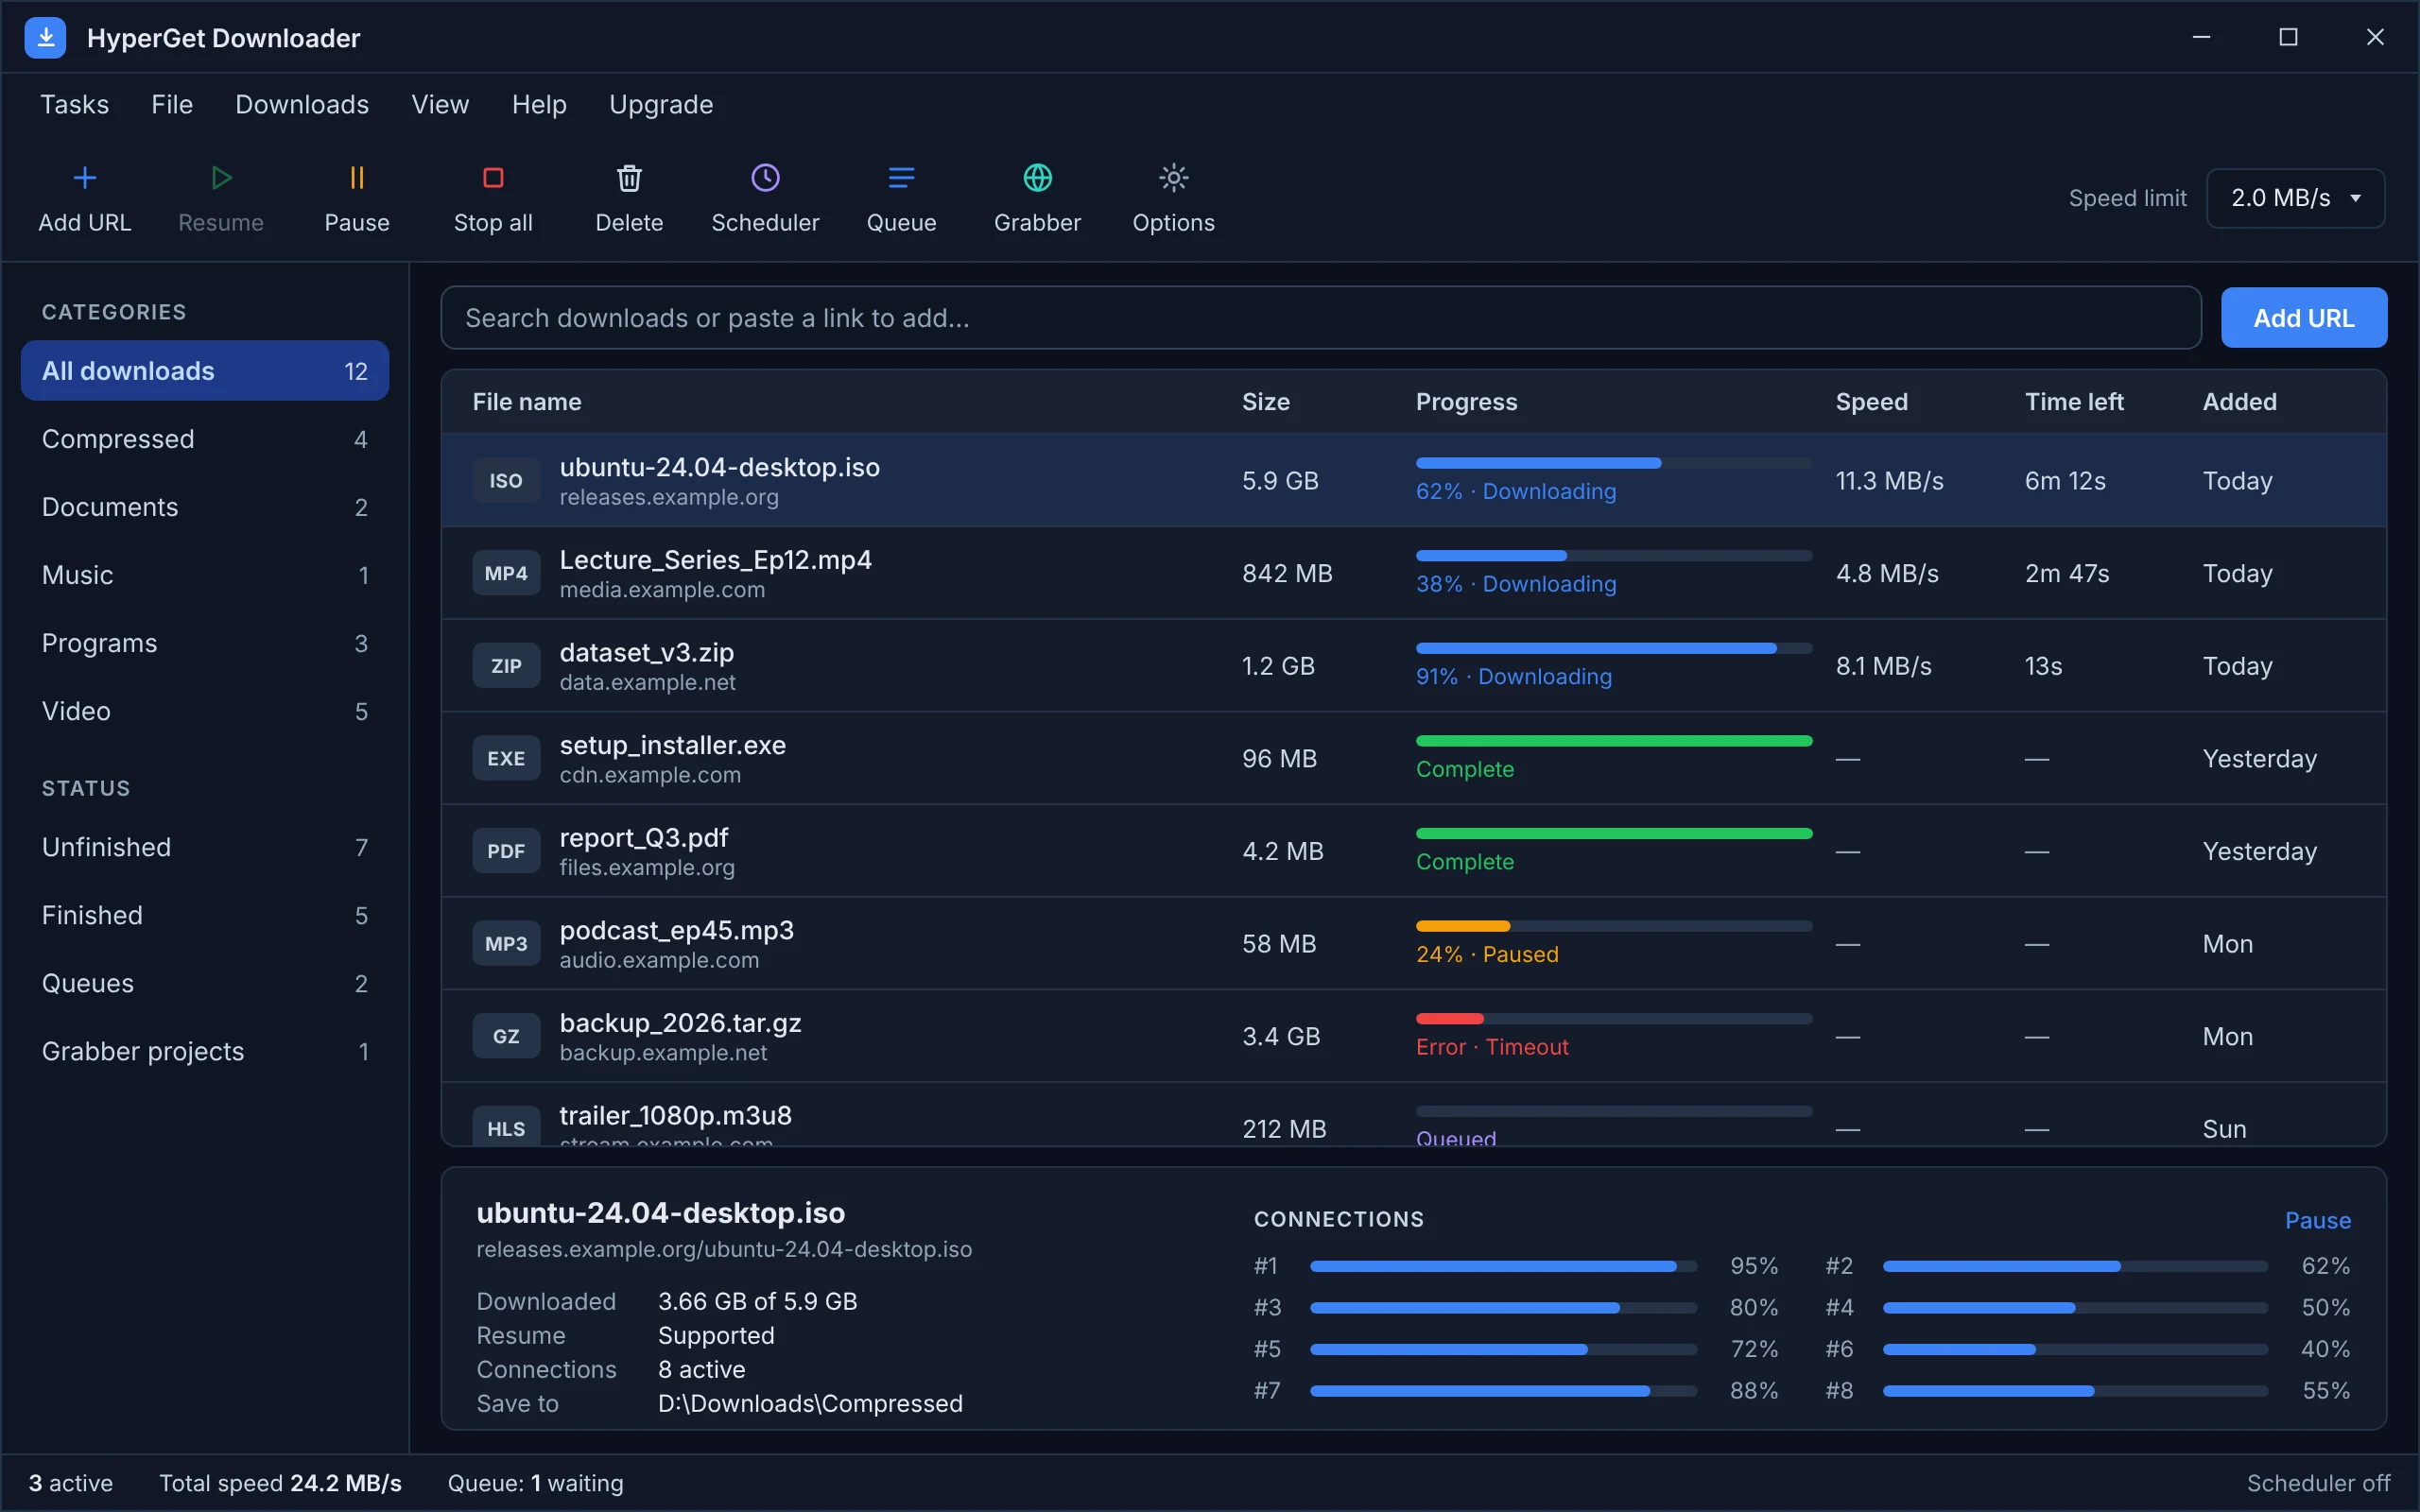 HyperGet Downloader
Tasks File Downloads View Help Upgrade
Add URL Resume Pause Stop all Delete Scheduler Queue Grabber Options Speed limit 2.0 MB/s
CATEGORIES
All downloads 12
Compressed 4
Documents 2
Music 1
Programs 3
Video 5
STATUS
Unfinished 7
Finished 5
Queues 2
Grabber projects 1
Search downloads or paste a link to add...
Add URL
File name Size Progress Speed Time left Added
ISO ubuntu-24.04-desktop.iso 5.9 GB 11.3 MB/s 6m 12s Today
releases.example.org 62% · Downloading
MP4 Lecture_Series_Ep12.mp4 842 MB 4.8 MB/s 2m 47s Today
media.example.com 38% · Downloading
ZIP dataset_v3.zip 1.2 GB 8.1 MB/s 13s Today
data.example.net 91% · Downloading
EXE setup_installer.exe 96 MB — — Yesterday
cdn.example.com Complete
PDF report_Q3.pdf 4.2 MB — — Yesterday
files.example.org Complete
MP3 podcast_ep45.mp3 58 MB — — Mon
audio.example.com 24% · Paused
GZ backup_2026.tar.gz 3.4 GB — — Mon
backup.example.net Error · Timeout
HLS trailer_1080p.m3u8 212 MB — — Sun
stream.example.com Queued
ubuntu-24.04-desktop.iso
releases.example.org/ubuntu-24.04-desktop.iso
Downloaded 3.66 GB of 5.9 GB
Resume Supported
Connections 8 active
Save to D:\Downloads\Compressed
CONNECTIONS Pause
#1 95% #2 62%
#3 80% #4 50%
#5 72% #6 40%
#7 88% #8 55%
3 active Total speed 24.2 MB/s Queue: 1 waiting Scheduler off